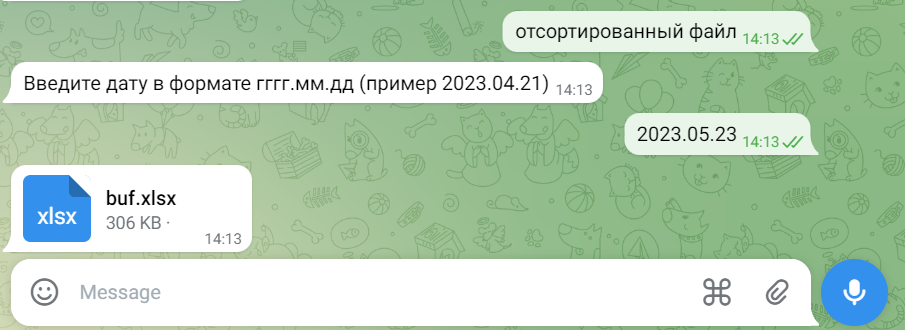 отсортированный файл 14:13
Введите дату в формате гггг.мм.дд (пример 2023.04.21) 14:13
2023.05.23 14:13
xlsx
buf.xlsx
306 KB ·
14:13
Message